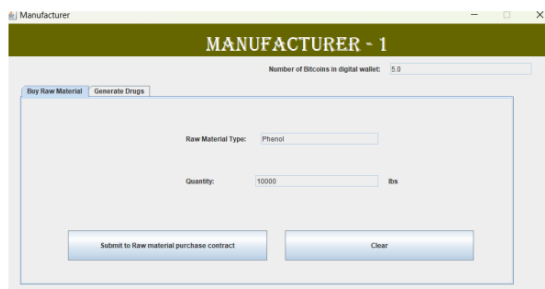 Manufacturer
MANUFACTURER - 1
Number of Bitcoins in digital wallet: 5.0
Buy Raw Material Generate Drugs
Raw Material Type: Phenol
Quantity: 10000 lbs
Submit to Raw material purchase contract Clear